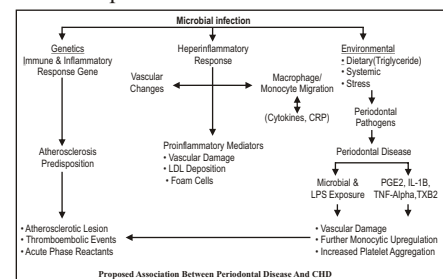 Microbial infection
Genetics
Immune & Inflammatory
Response Gene
Heperinflammatory
Response
Environmental
• Dietary(Triglyceride)
• Systemic
• Stress
Vascular
Changes
Macrophage/
Monocyte Migration
(Cytokines, CRP)
Periodontal
Pathogens
Atherosclerosis
Predisposition
Proinflammatory Mediators
• Vascular Damage
• LDL Deposition
• Foam Cells
Periodontal Disease
Microbial &
LPS Exposure
PGE2, IL-1B,
TNF-Alpha,TXB2
• Atherosclerotic Lesion
• Thromboembolic Events
• Acute Phase Reactants
• Vascular Damage
• Further Monocytic Upregulation
• Increased Platelet Aggregation
Proposed Association Between Periodontal Disease And CHD